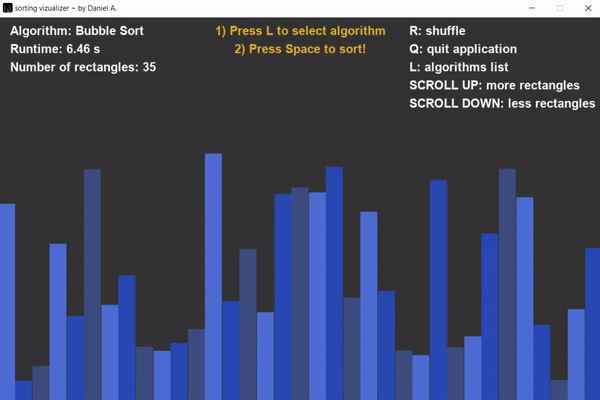 sorting vizualizer ~ by Daniel A.
Algorithm: Bubble Sort
Runtime: 6.46 s
Number of rectangles: 35
1) Press L to select algorithm
2) Press Space to sort!
R: shuffle
Q: quit application
L: algorithms list
SCROLL UP: more rectangles
SCROLL DOWN: less rectangles